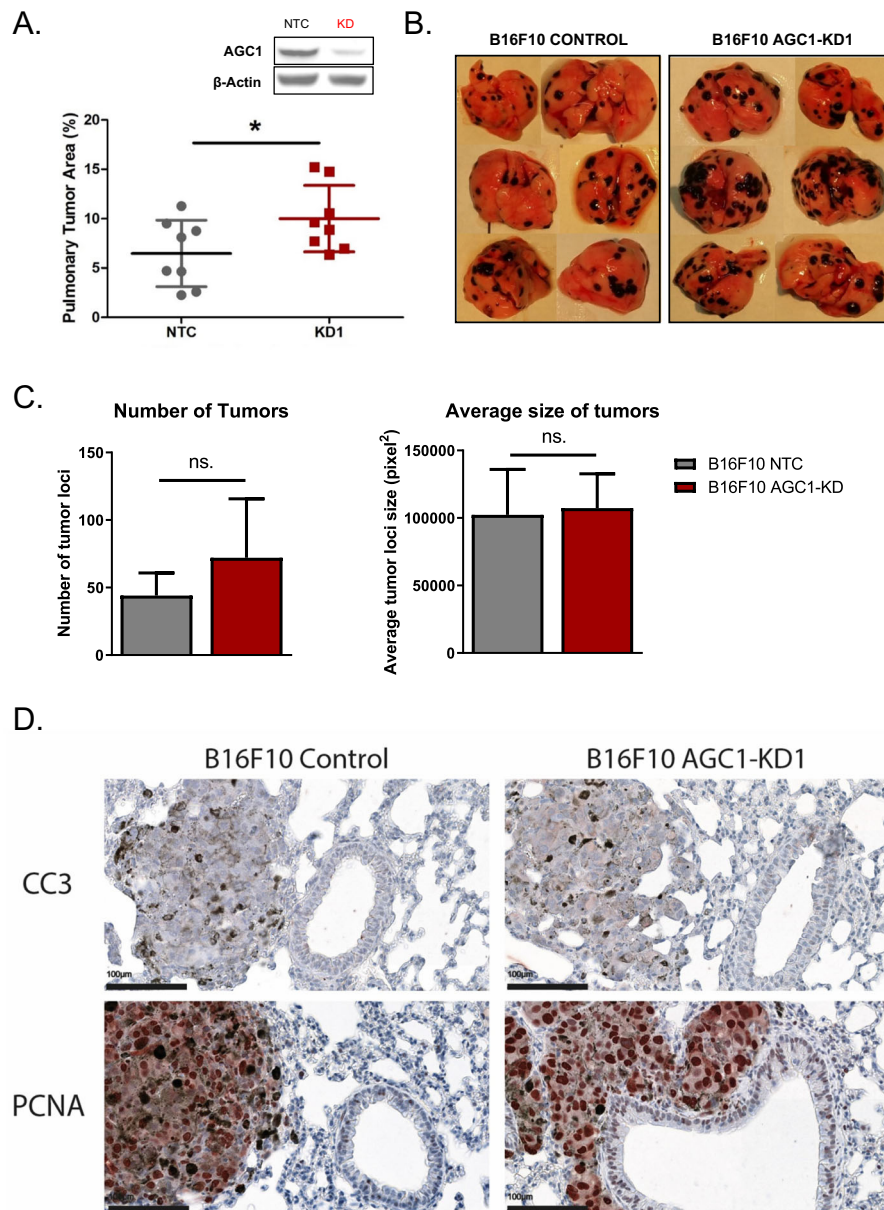 A.
NTC KD
AGC1
β-Actin
Pulmonary Tumor Area (%)
20
15
10
5
0
*
NTC KD1
B.
B16F10 CONTROL B16F10 AGC1-KD1
C.
Number of Tumors
Number of tumor loci
150
100
50
0
ns.
Average size of tumors
Average tumor loci size (pixel²)
150000
100000
50000
0
ns.
B16F10 NTC
B16F10 AGC1-KD
D.
B16F10 Control B16F10 AGC1-KD1
CC3
100µm 100µm
PCNA
100µm 100µm